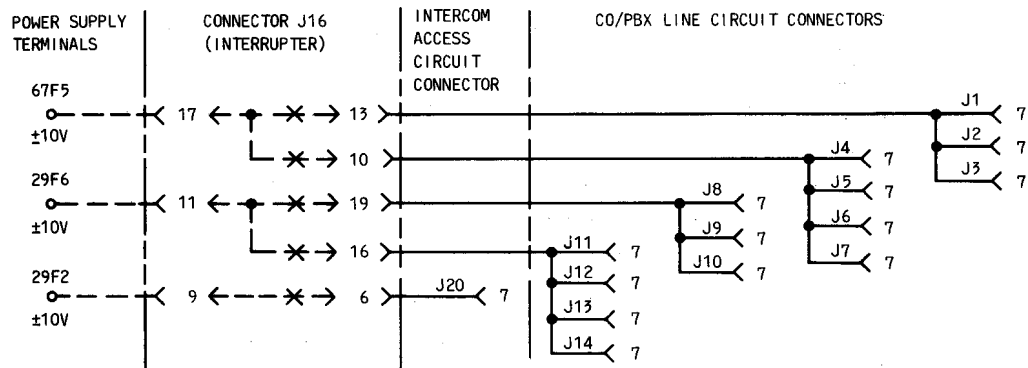 POWER SUPPLY TERMINALS
CONNECTOR J16 (INTERRUPTER)
INTERCOM ACCESS CIRCUIT CONNECTOR
CO/PBX LINE CIRCUIT CONNECTORS
67F5
±10V
17
13
J1 7
J2 7
J3 7
10
J4 7
J5 7
J6 7
J7 7
29F6
±10V
11
19
J8 7
J9 7
J10 7
16
J11 7
J12 7
J13 7
J14 7
29F2
±10V
9
6
J20 7